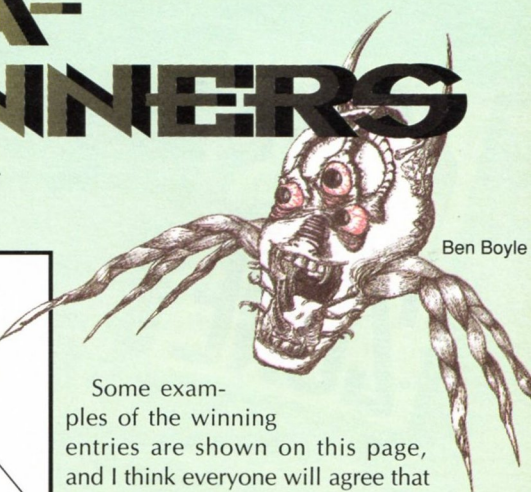 NNERS
Ben Boyle
Some exam-
ples of the winning
entries are shown on this page,
and I think everyone will agree that